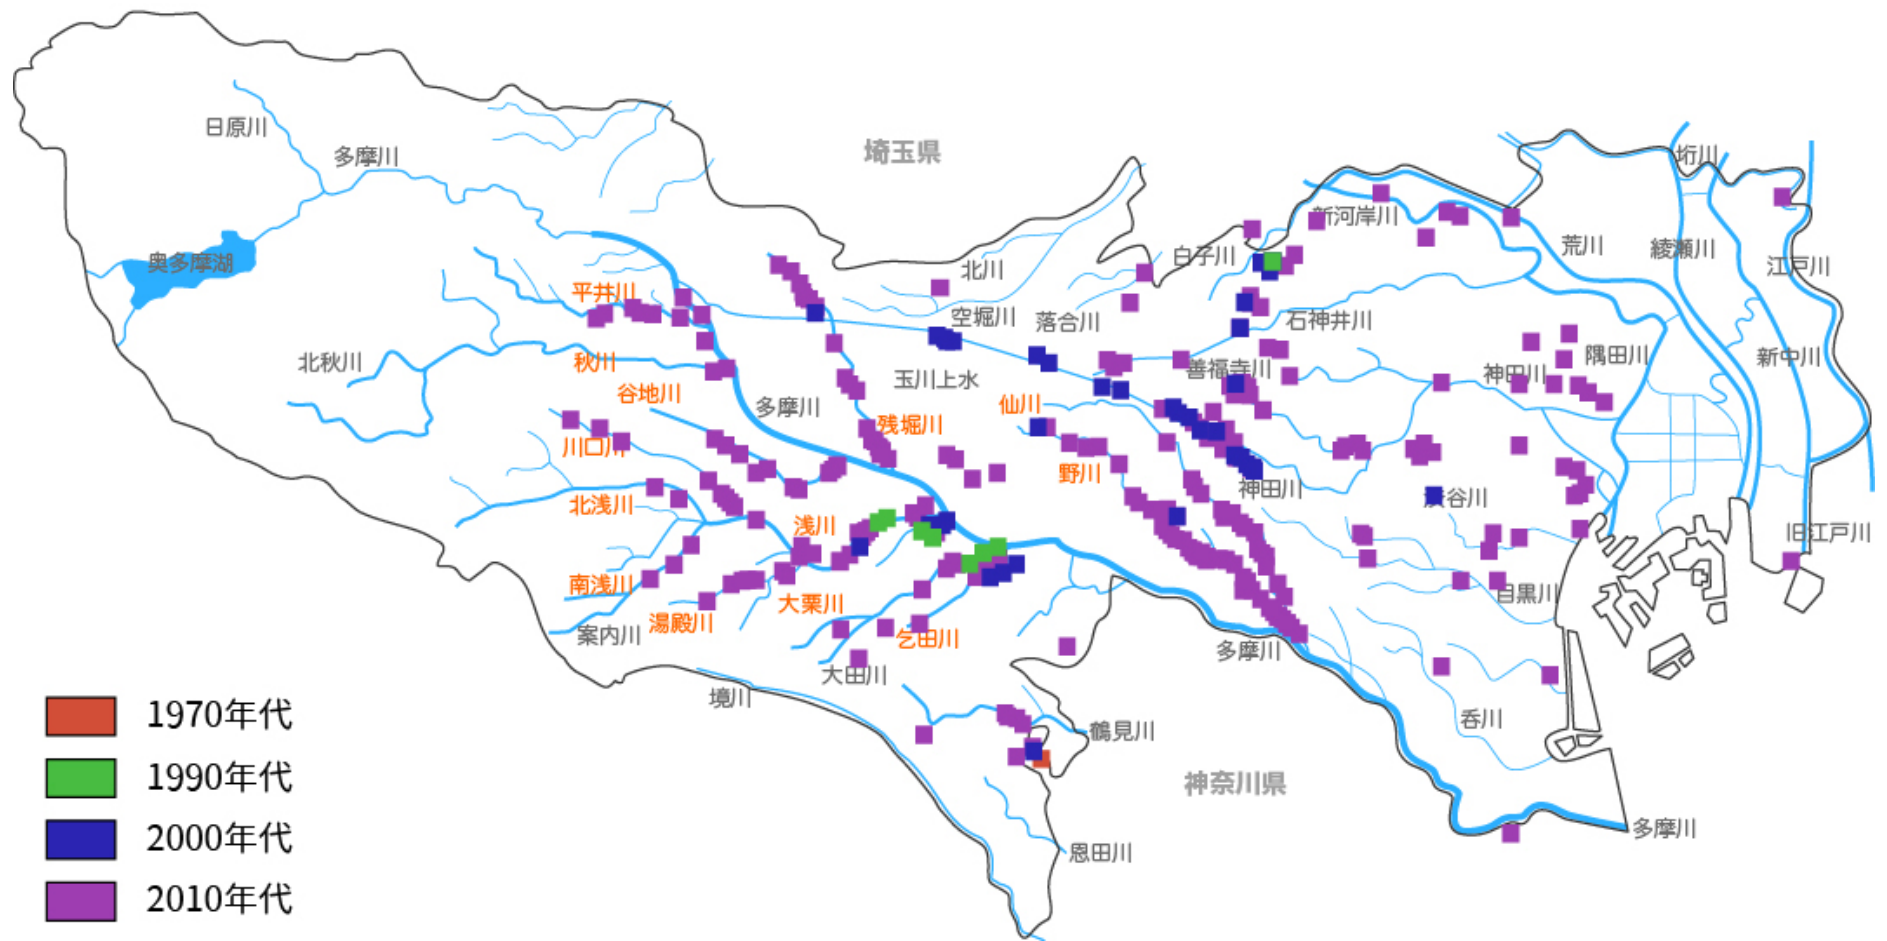 日原川
多摩川
埼玉県
垳川
新河岸川
荒川
綾瀬川
江戸川
奥多摩湖
白子川
北川
平井川
空堀川
落合川
石神井川
北秋川
秋川
善福寺川
神田川
隅田川
新中川
谷地川
玉川上水
多摩川
仙川
残堀川
川口川
野川
神田川
渋谷川
北浅川
浅川
旧江戸川
南浅川
湯殿川
大栗川
目黒川
案内川
乞田川
多摩川
大田川
境川
呑川
鶴見川
神奈川県
多摩川
恩田川
1970年代
1990年代
2000年代
2010年代